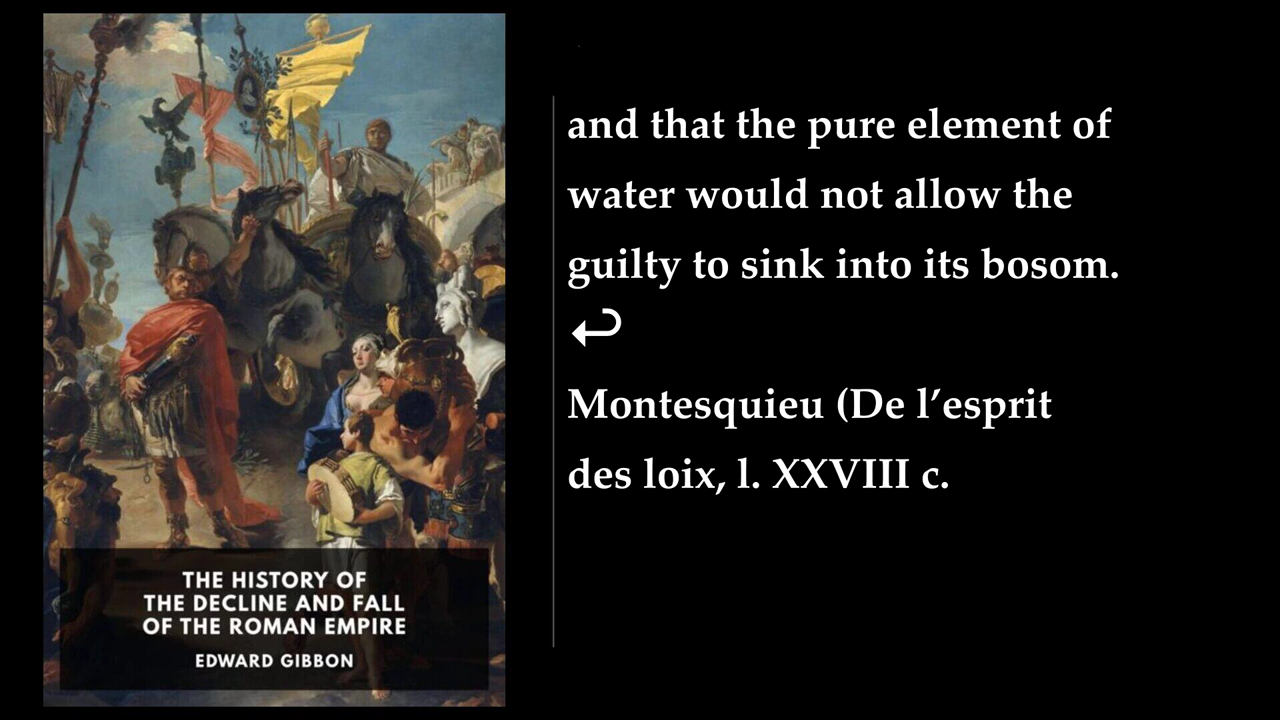 THE HISTORY OF
THE DECLINE AND FALL
OF THE ROMAN EMPIRE
EDWARD GIBBON
and that the pure element of
water would not allow the
guilty to sink into its bosom.
↩
Montesquieu (De l’esprit
des loix, l. XXVIII c.